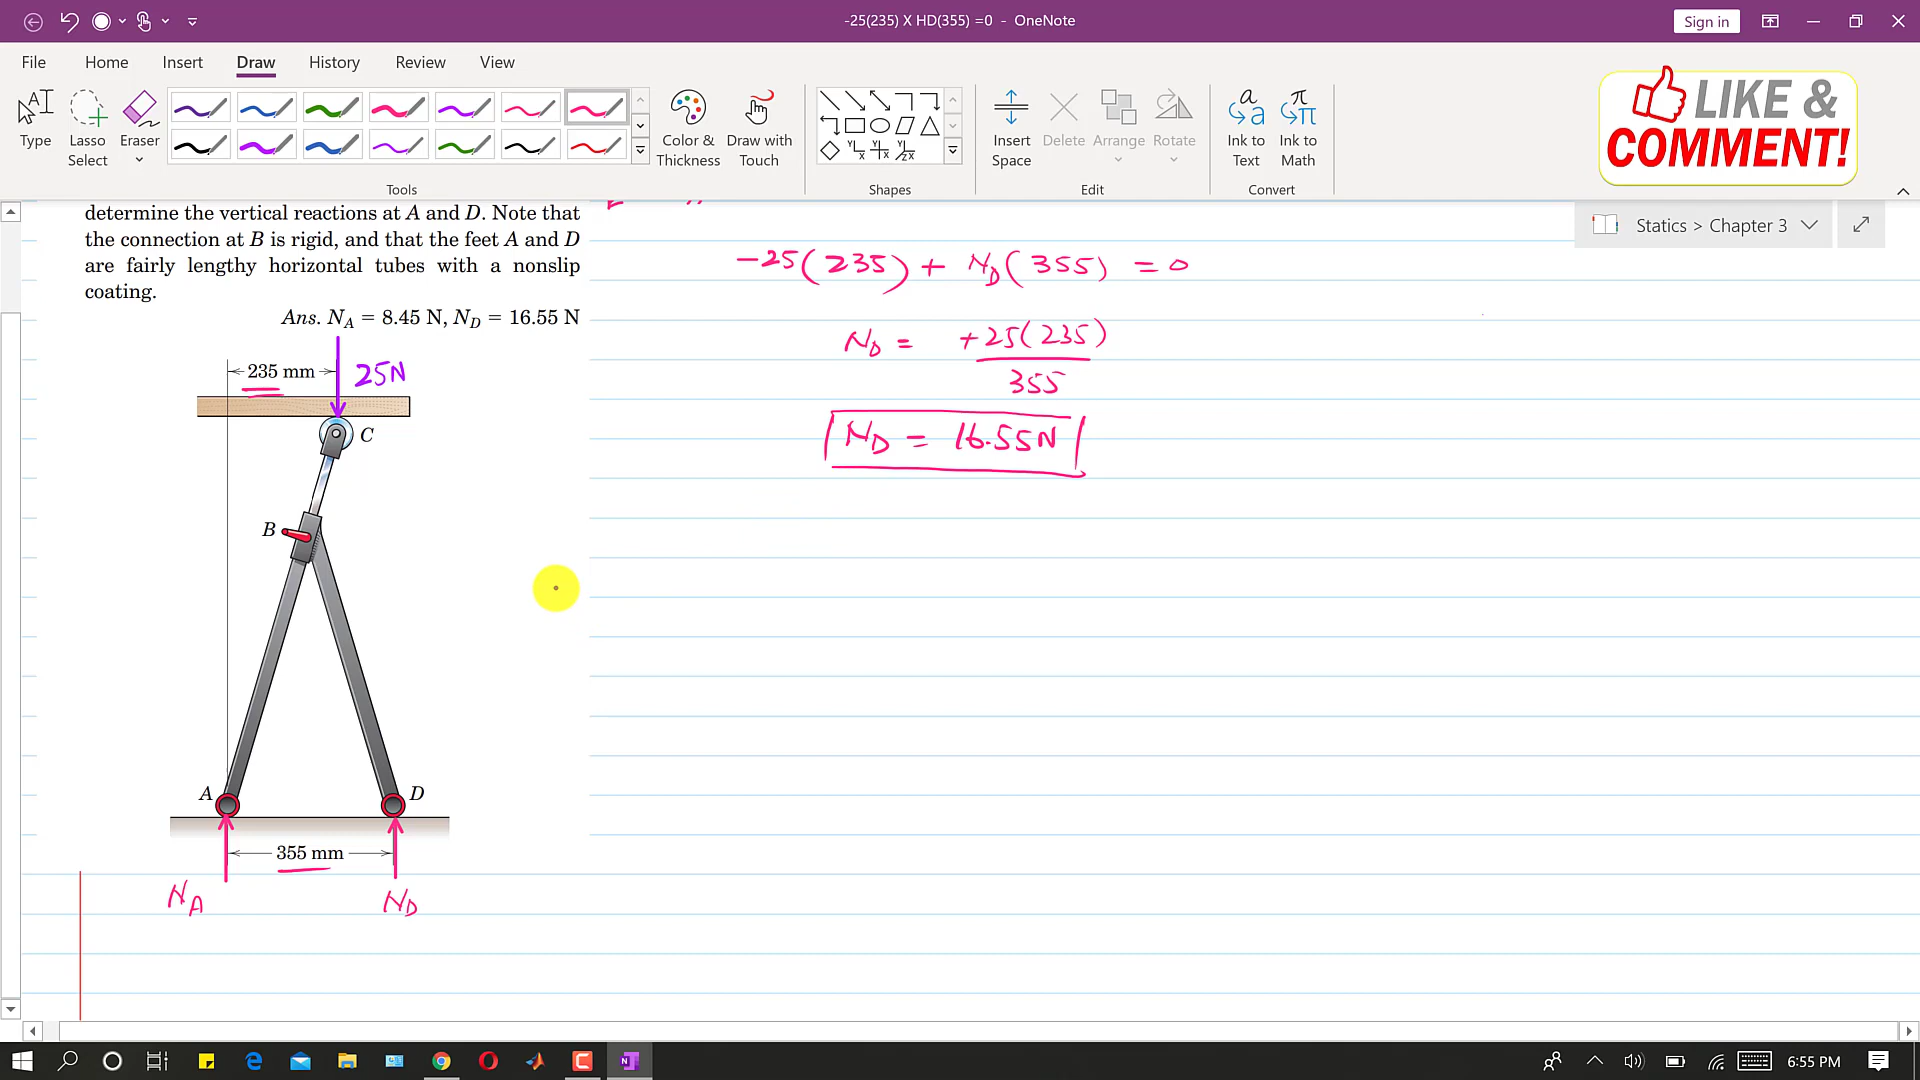 -25(235) X HD(355) =0 - OneNote
Sign in
File Home Insert Draw History Review View
Type
Lasso Select
Eraser
Color & Thickness
Draw with Touch
Insert Space
Delete
Arrange
Rotate
Ink to Text
Ink to Math
Tools
Shapes
Edit
Convert
LIKE &
COMMENT!
Statics > Chapter 3
determine the vertical reactions at A and D. Note that
the connection at B is rigid, and that the feet A and D
are fairly lengthy horizontal tubes with a nonslip
coating.
Ans. N_A = 8.45 N, N_D = 16.55 N
235 mm
25N
C
B
A
D
355 mm
N_A
N_D
-25(235) + N_D(355) = 0
N_D = +25(235)
355
N_D = 16.55N
6:55 PM